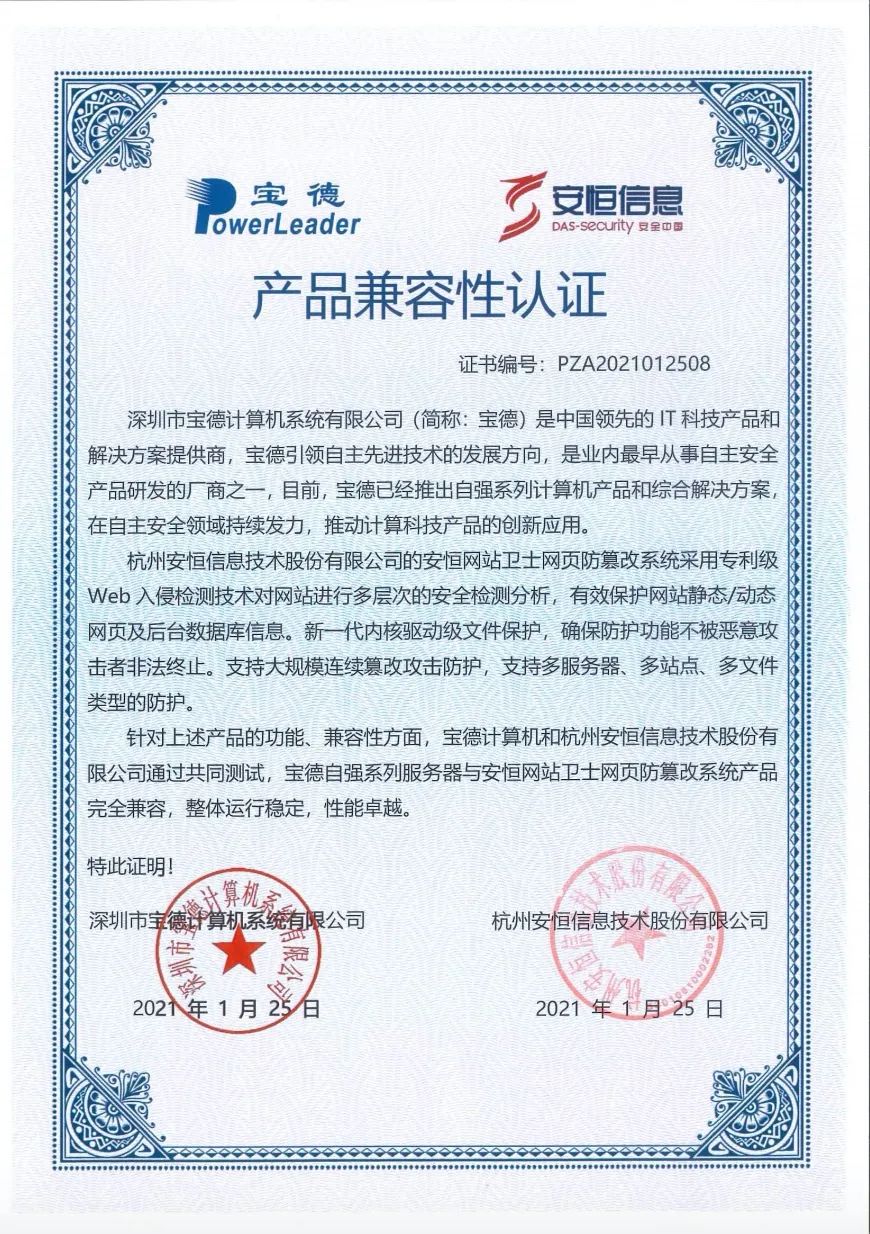 宝德
PowerLeader
安恒信息
DAS-security 安全中国
产品兼容性认证
证书编号：PZA2021012508
深圳市宝德计算机系统有限公司（简称：宝德）是中国领先的 IT 科技产品和
解决方案提供商，宝德引领自主先进技术的发展方向，是业内最早从事自主安全
产品研发的厂商之一，目前，宝德已经推出自强系列计算机产品和综合解决方案，
在自主安全领域持续发力，推动计算科技产品的创新应用。
杭州安恒信息技术股份有限公司的安恒网站卫士网页防篡改系统采用专利级
Web 入侵检测技术对网站进行多层次的安全检测分析，有效保护网站静态/动态
网页及后台数据库信息。新一代内核驱动级文件保护，确保防护功能不被恶意攻
击者非法终止。支持大规模连续篡改攻击防护，支持多服务器、多站点、多文件
类型的防护。
针对上述产品的功能、兼容性方面，宝德计算机和杭州安恒信息技术股份有
限公司通过共同测试，宝德自强系列服务器与安恒网站卫士网页防篡改系统产品
完全兼容，整体运行稳定，性能卓越。
特此证明！
深圳市宝德计算机系统有限公司
杭州安恒信息技术股份有限公司
2021 年 1 月 25 日
2021 年 1 月 25 日
深圳市宝德计算机系统有限公司
杭州安恒信息技术股份有限公司